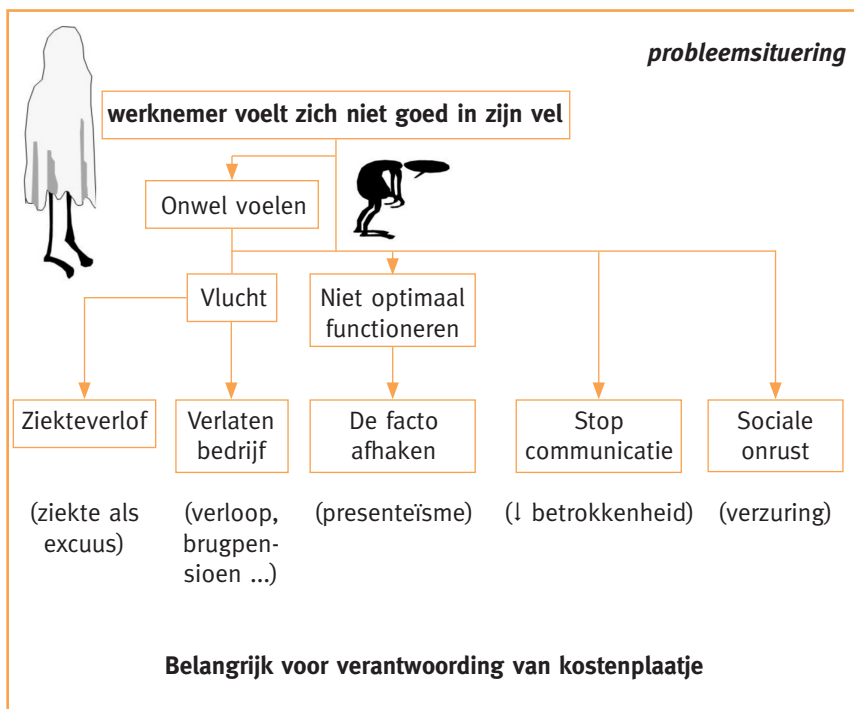 probleemsituering
werknemer voelt zich niet goed in zijn vel
Onwel voelen
Vlucht
Niet optimaal
functioneren
Ziekteverlof
Verlaten
bedrijf
De facto
afhaken
Stop
communicatie
Sociale
onrust
(ziekte als
excuus)
(verloop,
brugpen-
sioen ...)
(presenteïsme)
(↓ betrokkenheid)
(verzuring)
Belangrijk voor verantwoording van kostenplaatje